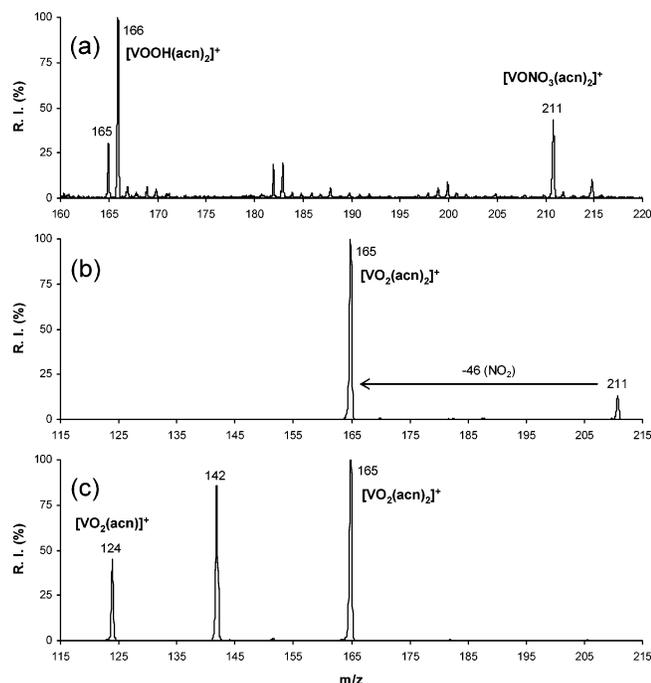 (a)
R. I. (%)
100
75
50
25
0
166
[VOOH(acn)₂]⁺
165
[VONO₃(acn)₂]⁺
211
160 165 170 175 180 185 190 195 200 205 210 215 220
(b)
R. I. (%)
100
75
50
25
0
165
[VO₂(acn)₂]⁺
-46 (NO₂)
211
115 125 135 145 155 165 175 185 195 205 215
(c)
R. I. (%)
100
75
50
25
0
142
165
[VO₂(acn)₂]⁺
[VO₂(acn)]⁺
124
115 125 135 145 155 165 175 185 195 205 215
m/z